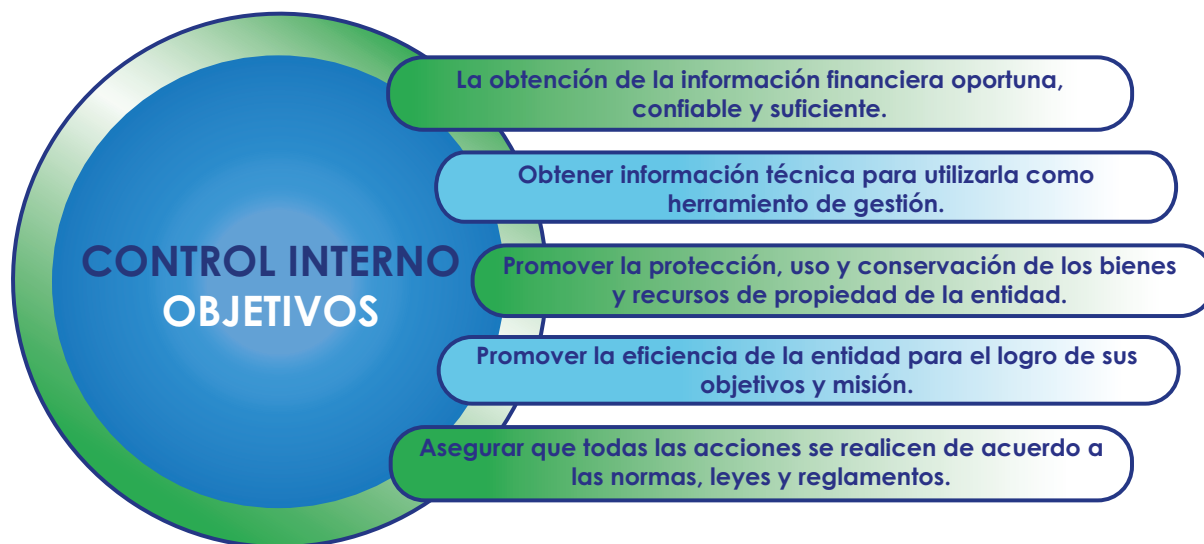 CONTROL INTERNO
OBJETIVOS
La obtención de la información financiera oportuna,
confiable y suficiente.
Obtener información técnica para utilizarla como
herramiento de gestión.
Promover la protección, uso y conservación de los bienes
y recursos de propiedad de la entidad.
Promover la eficiencia de la entidad para el logro de sus
objetivos y misión.
Asegurar que todas las acciones se realicen de acuerdo a
las normas, leyes y reglamentos.